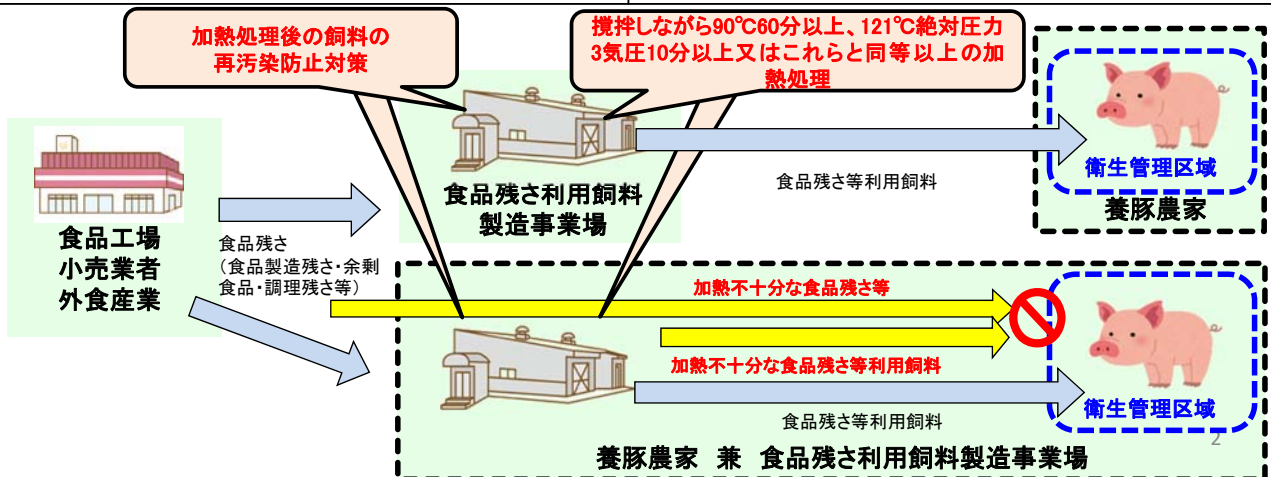 加熱処理後の飼料の
再汚染防止対策
撹拌しながら90℃60分以上、121℃絶対圧力
3気圧10分以上又はこれらと同等以上の加
熱処理
食品工場
小売業者
外食産業
食品残さ
（食品製造残さ・余剰
食品・調理残さ等）
食品残さ利用飼料
製造事業場
食品残さ等利用飼料
衛生管理区域
養豚農家
加熱不十分な食品残さ等
加熱不十分な食品残さ等利用飼料
食品残さ等利用飼料
衛生管理区域
2
養豚農家 兼 食品残さ利用飼料製造事業場